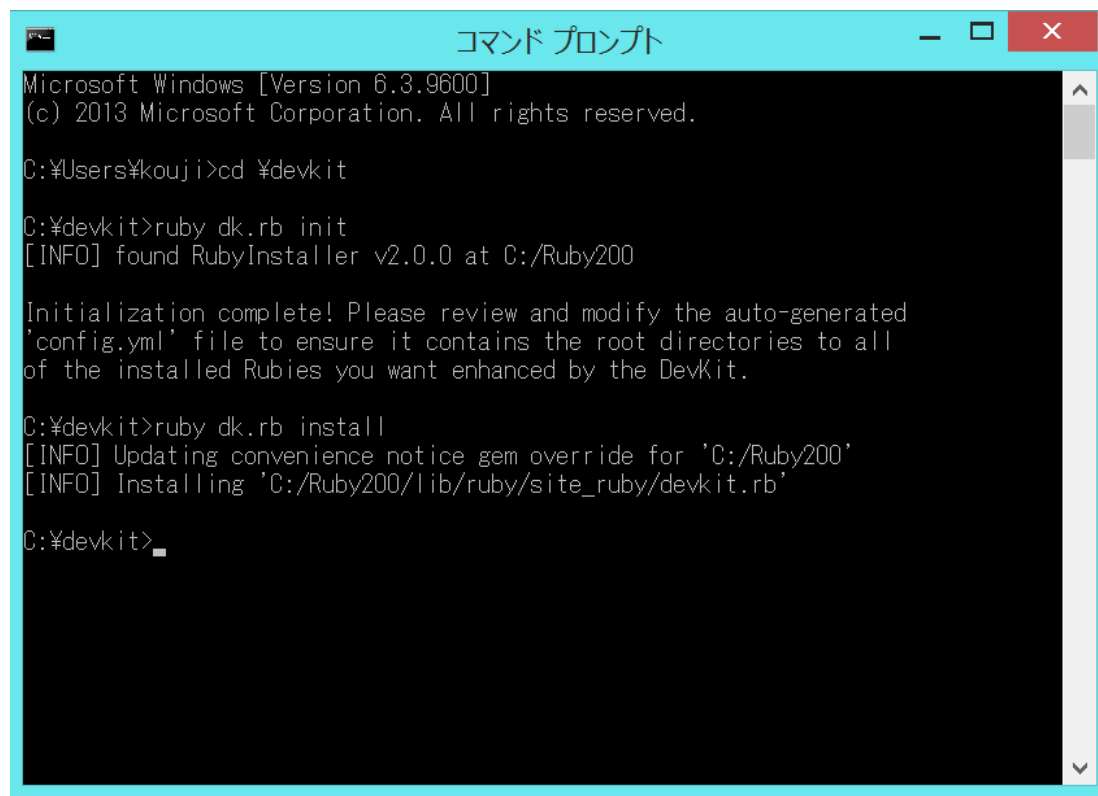 コマンド プロンプト
Microsoft Windows [Version 6.3.9600]
(c) 2013 Microsoft Corporation. All rights reserved.
C:¥Users¥kouji>cd ¥devkit
C:¥devkit>ruby dk.rb init
[INFO] found RubyInstaller v2.0.0 at C:/Ruby200
Initialization complete! Please review and modify the auto-generated
'config.yml' file to ensure it contains the root directories to all
of the installed Rubies you want enhanced by the DevKit.
C:¥devkit>ruby dk.rb install
[INFO] Updating convenience notice gem override for 'C:/Ruby200'
[INFO] Installing 'C:/Ruby200/lib/ruby/site_ruby/devkit.rb'
C:¥devkit>